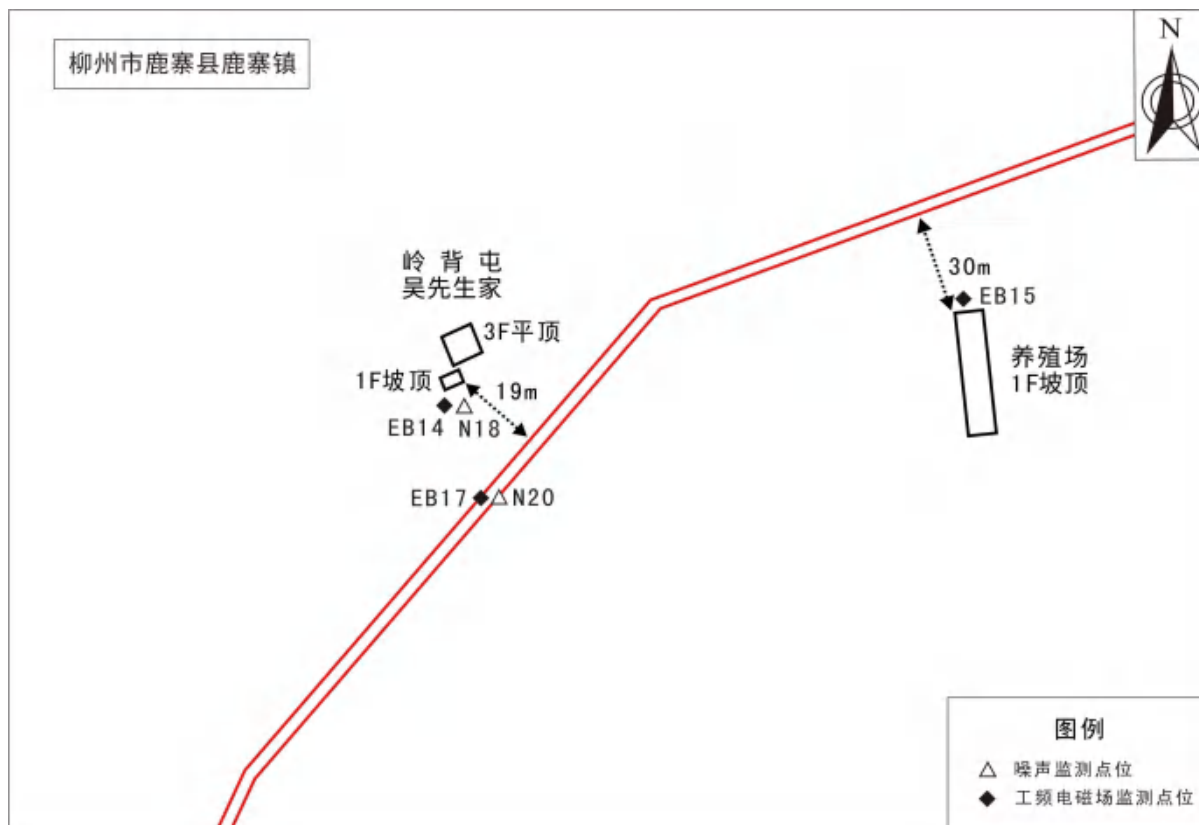 柳州市鹿寨县鹿寨镇
N
岭背屯
吴先生家
3F平顶
1F坡顶
19m
EB14 N18
EB17 N20
30m
EB15
养殖场
1F坡顶
图例
噪声监测点位
工频电磁场监测点位